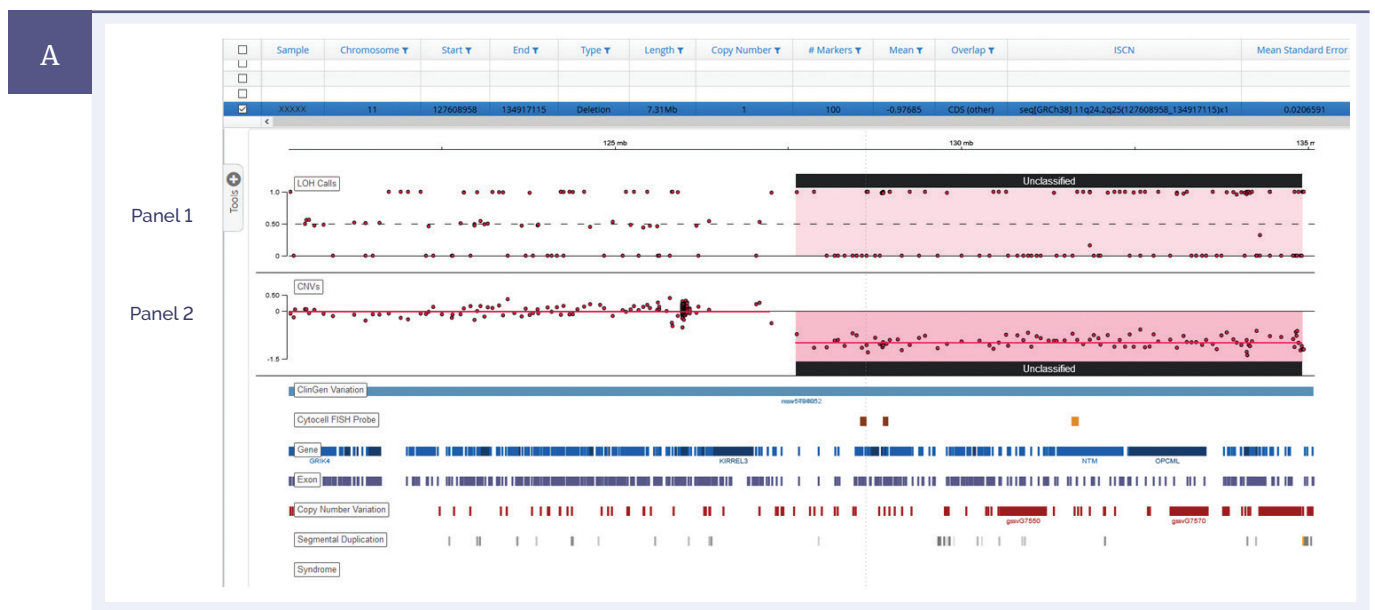 A
Sample Chromosome Start End Type Length Copy Number # Markers Mean Overlap ISCN Mean Standard Error
XXXXX 11 127608958 134917115 Deletion 7.31Mb 1 100 -0.97685 CDS (other) seq[GRCh38] 11q24.2q25(127608958_134917115)x1 0.0206591
125 mb 130 mb 135 m
Tools
Panel 1
LOH Calls
Unclassified
1.0
0.50
0
Panel 2
CNVs
0.50
0
-1.5
Unclassified
ClinGen Variation
Cytocell FISH Probe
Gene
GRIK4 KIRREL3 NTM OPCML
Exon
Copy Number Variation
gssvG7550 gssvG7570
Segmental Duplication
Syndrome